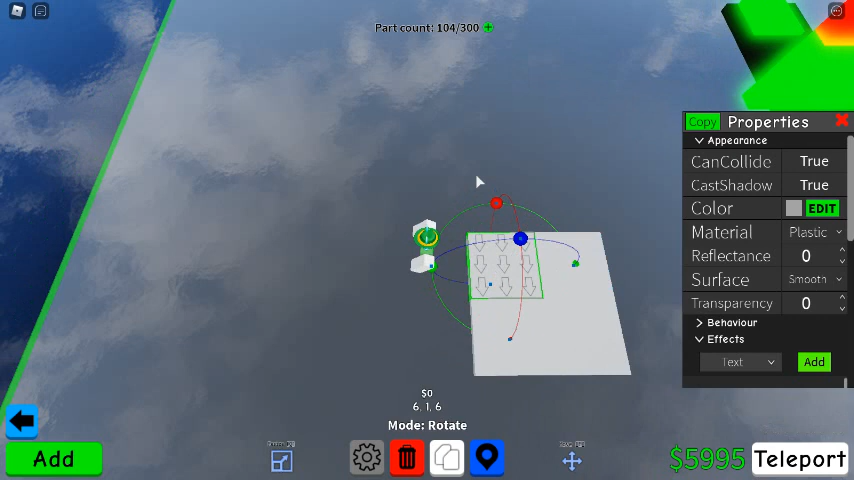 Part count: 104/300
Copy Properties
Appearance
CanCollide True
CastShadow True
Color EDIT
Material Plastic
Reflectance 0
Surface Smooth
Transparency 0
Behaviour
Effects
Text Add
$0
6, 1, 6
Mode: Rotate
Add
$5995 Teleport